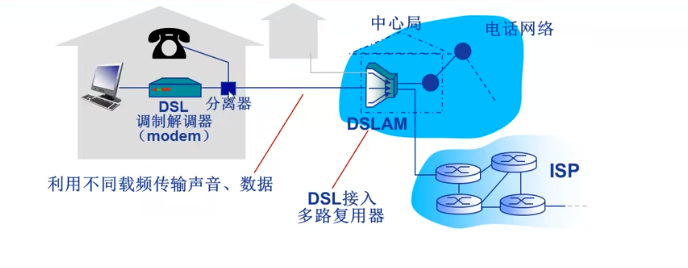 中心局
电话网络
DSL
调制解调器
（modem）
分离器
DSLAM
ISP
利用不同载频传输声音、数据
DSL接入
多路复用器